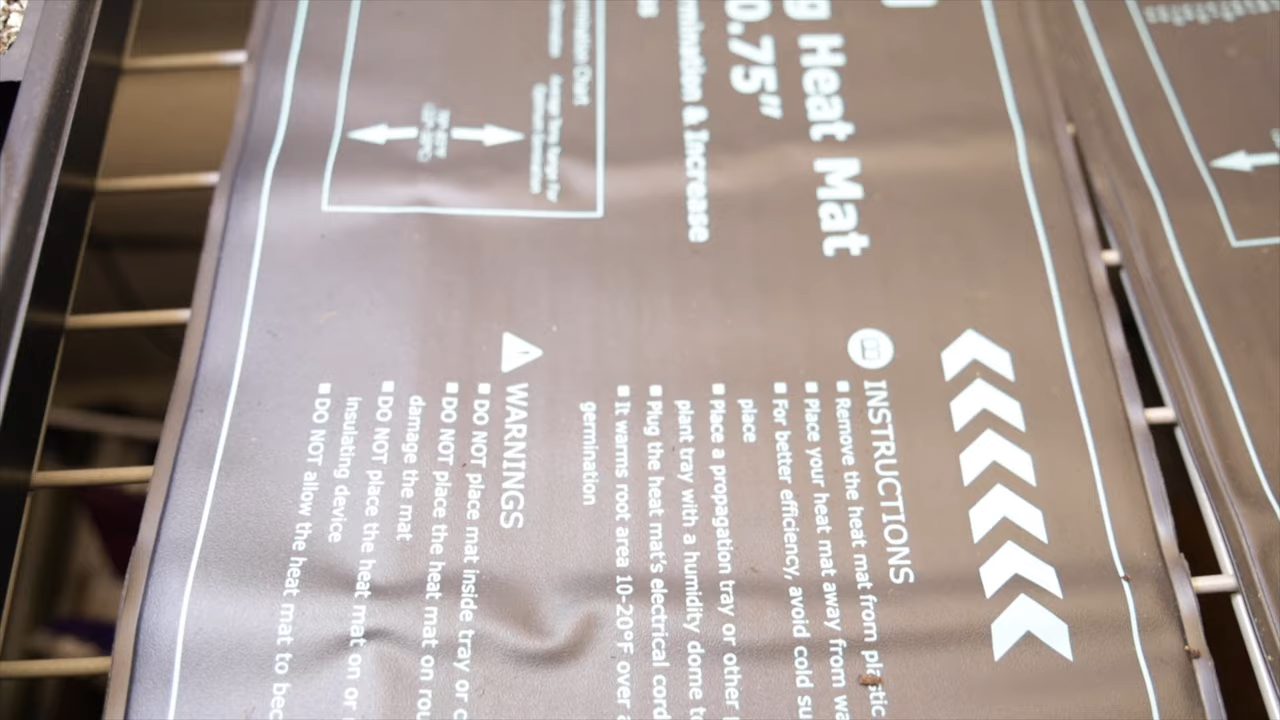 g Heat Mat
0.75"
mination & Increase
mination Chart
INSTRUCTIONS
■ Remove the heat mat from plastic
■ Place your heat mat away from wa
■ For better efficiency, avoid cold su
place
■ Place a propagation tray or other
plant tray with a humidity dome t
■ Plug the heat mat's electrical cord
■ It warms root area 10-20°F over a
germination
WARNINGS
■ DO NOT place mat inside tray or c
■ DO NOT place the heat mat on rou
damage the mat
■ DO NOT place the heat mat on or
insulating device
■ DO NOT allow the heat mat to bec